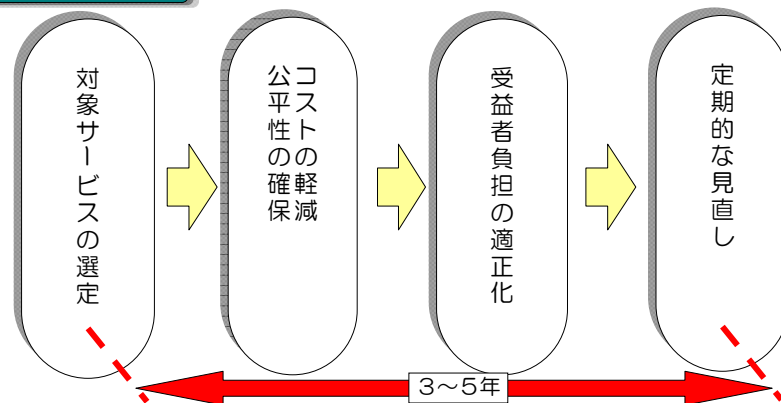 対象サービスの選定
コストの軽減
公平性の確保
受益者負担の適正化
定期的な見直し
3～5年